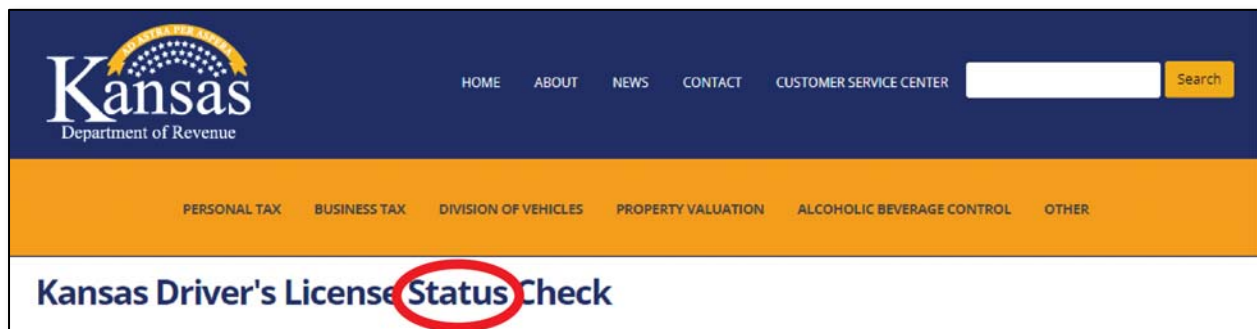 AD ASTRA PER ASPERA
Kansas
Department of Revenue
HOME ABOUT NEWS CONTACT CUSTOMER SERVICE CENTER Search
PERSONAL TAX BUSINESS TAX DIVISION OF VEHICLES PROPERTY VALUATION ALCOHOLIC BEVERAGE CONTROL OTHER
Kansas Driver's License Status Check